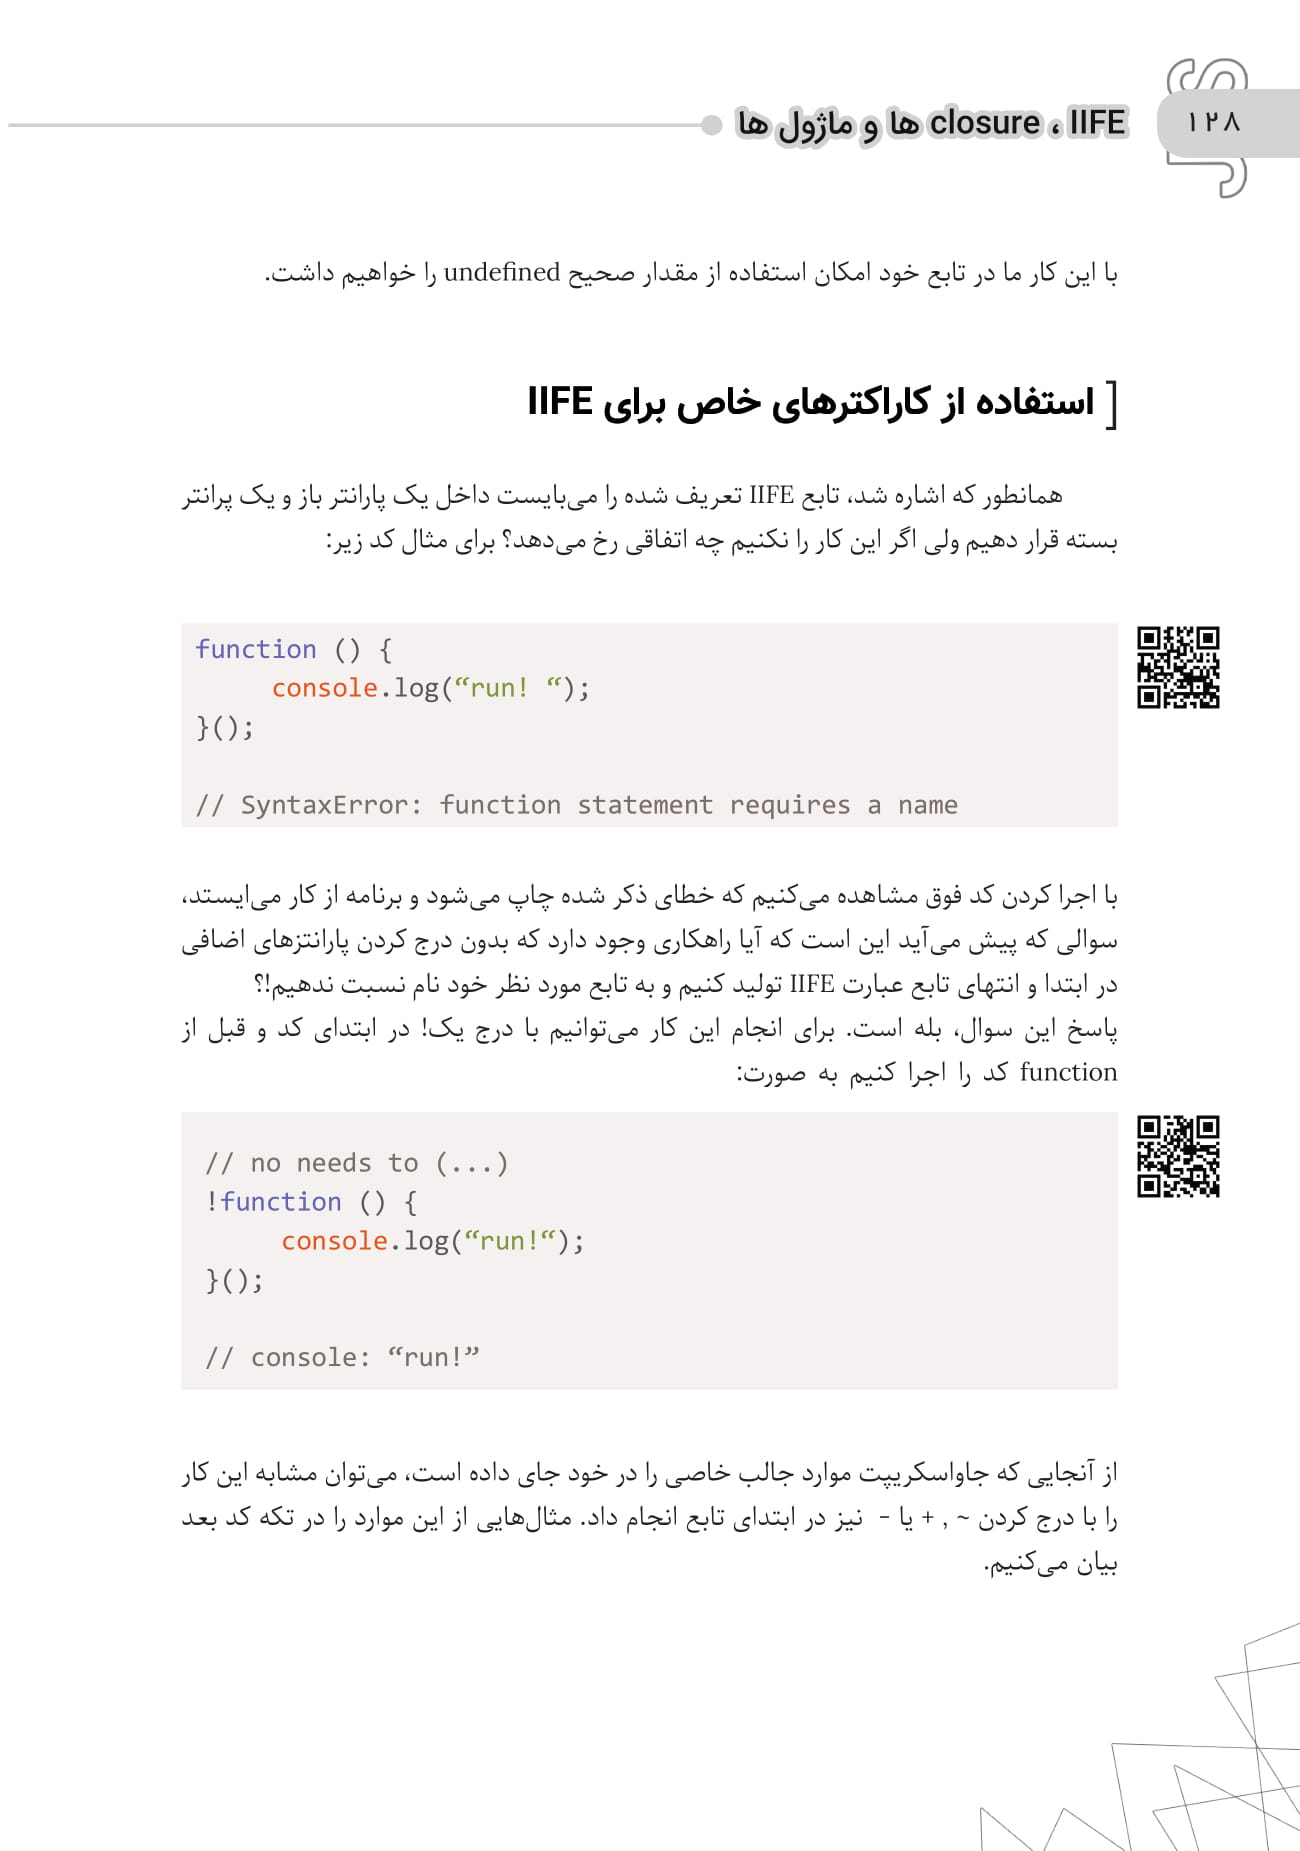 ۱۲۸
IIFE ، closure ها و ماژول ها
با این کار ما در تابع خود امکان استفاده از مقدار صحیح undefined را خواهیم داشت.
استفاده از کاراکترهای خاص برای IIFE
همانطور که اشاره شد، تابع IIFE تعریف شده را می‌بایست داخل یک پارانتر باز و یک پرانتر
بسته قرار دهیم ولی اگر این کار را نکنیم چه اتفاقی رخ می‌دهد؟ برای مثال کد زیر:
function () {
console.log(“run! “);
}();
// SyntaxError: function statement requires a name
با اجرا کردن کد فوق مشاهده می‌کنیم که خطای ذکر شده چاپ می‌شود و برنامه از کار می‌ایستد،
سوالی که پیش می‌آید این است که آیا راهکاری وجود دارد که بدون درج کردن پارانتزهای اضافی
در ابتدا و انتهای تابع عبارت IIFE تولید کنیم و به تابع مورد نظر خود نام نسبت ندهیم!؟
پاسخ این سوال، بله است. برای انجام این کار می‌توانیم با درج یک! در ابتدای کد و قبل از
function کد را اجرا کنیم به صورت:
// no needs to (...)
!function () {
console.log(“run!“);
}();
// console: “run!”
از آنجایی که جاواسکریپت موارد جالب خاصی را در خود جای داده است، می‌توان مشابه این کار
را با درج کردن ~ , + یا - نیز در ابتدای تابع انجام داد. مثال‌هایی از این موارد را در تکه کد بعد
بیان می‌کنیم.